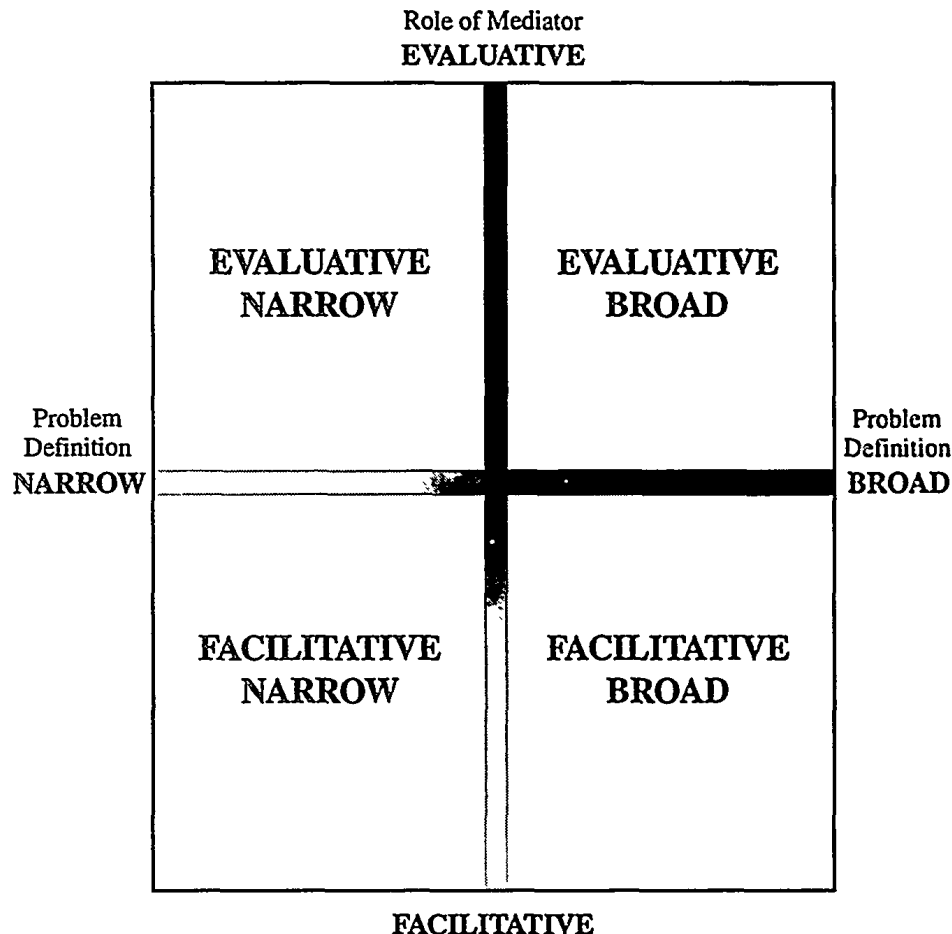 Role of Mediator
EVALUATIVE
EVALUATIVE
NARROW
EVALUATIVE
BROAD
Problem
Definition
NARROW
Problem
Definition
BROAD
FACILITATIVE
NARROW
FACILITATIVE
BROAD
FACILITATIVE